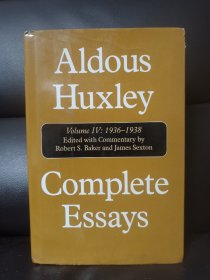 Aldous
Huxley
Volume IV: 1936–1938
Edited with Commentary by
Robert S. Baker and James Sexton
Complete
Essays